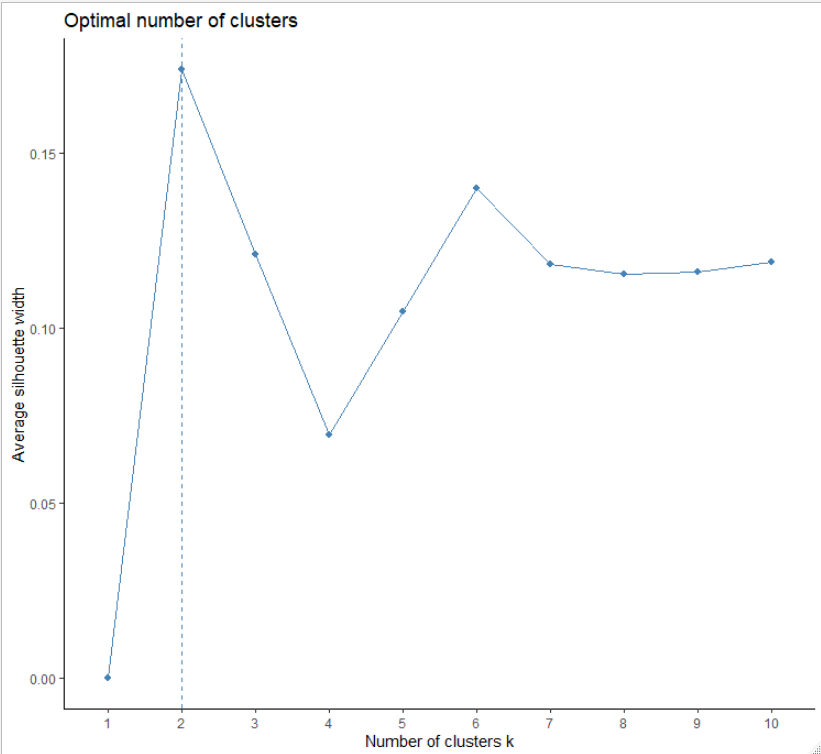 Optimal number of clusters
Average silhouette width
0.15
0.10
0.05
0.00
1 2 3 4 5 6 7 8 9 10
Number of clusters k